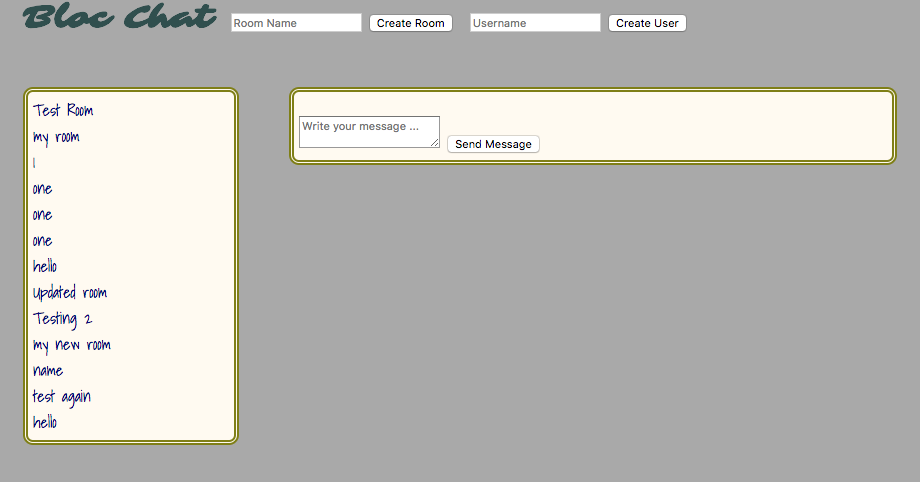 Bloc Chat Room Name Create Room Username Create User
Test Room
my room
1
one
one
one
hello
Updated room
Testing 2
my new room
name
test again
hello
Write your message ...
Send Message